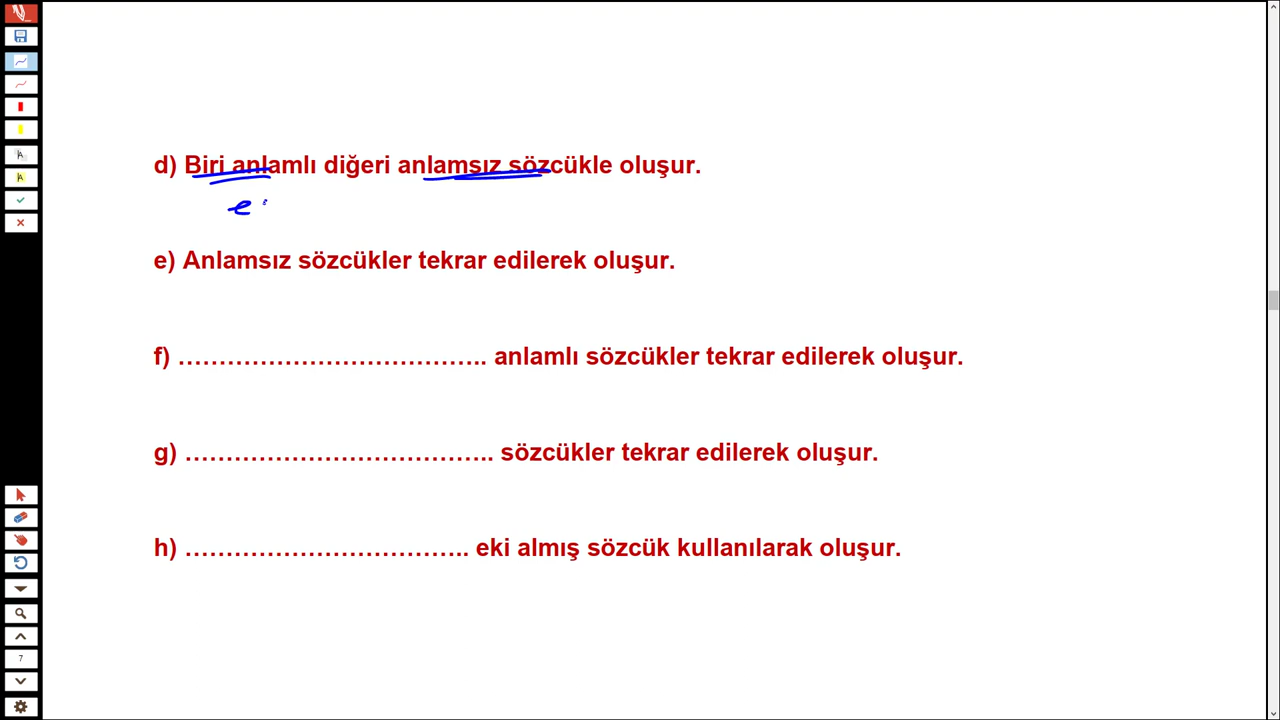 d) Biri anlamlı diğeri anlamsız sözcükle oluşur.
e
e) Anlamsız sözcükler tekrar edilerek oluşur.
f) ……………………………….. anlamlı sözcükler tekrar edilerek oluşur.
g) ……………………………….. sözcükler tekrar edilerek oluşur.
h) …………………………….. eki almış sözcük kullanılarak oluşur.
7